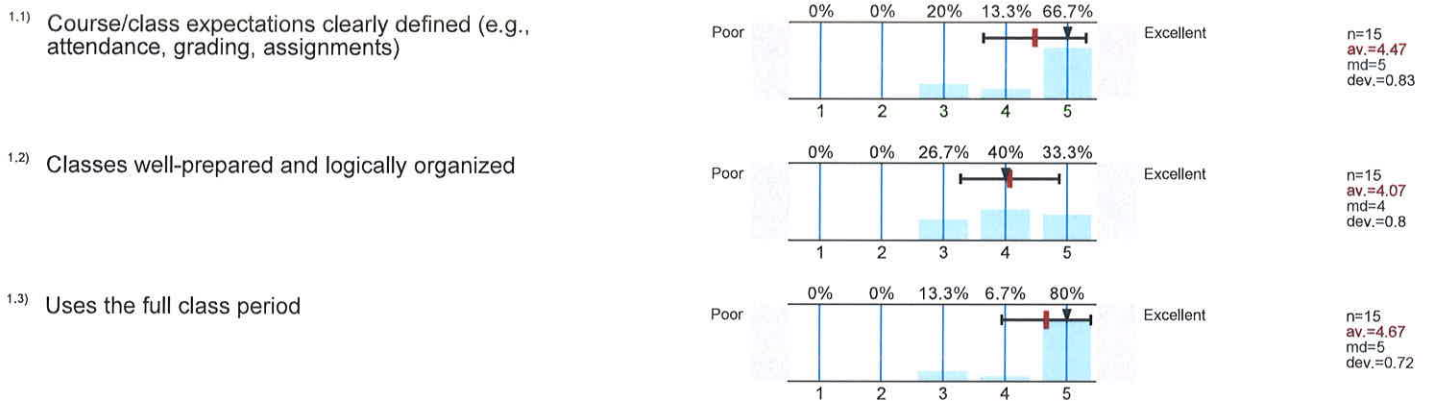 1.1) Course/class expectations clearly defined (e.g.,
attendance, grading, assignments)
0% 0% 20% 13.3% 66.7%
Poor
Excellent
1 2 3 4 5
n=15
av.=4.47
md=5
dev.=0.83
1.2) Classes well-prepared and logically organized
0% 0% 26.7% 40% 33.3%
Poor
Excellent
1 2 3 4 5
n=15
av.=4.07
md=4
dev.=0.8
1.3) Uses the full class period
0% 0% 13.3% 6.7% 80%
Poor
Excellent
1 2 3 4 5
n=15
av.=4.67
md=5
dev.=0.72